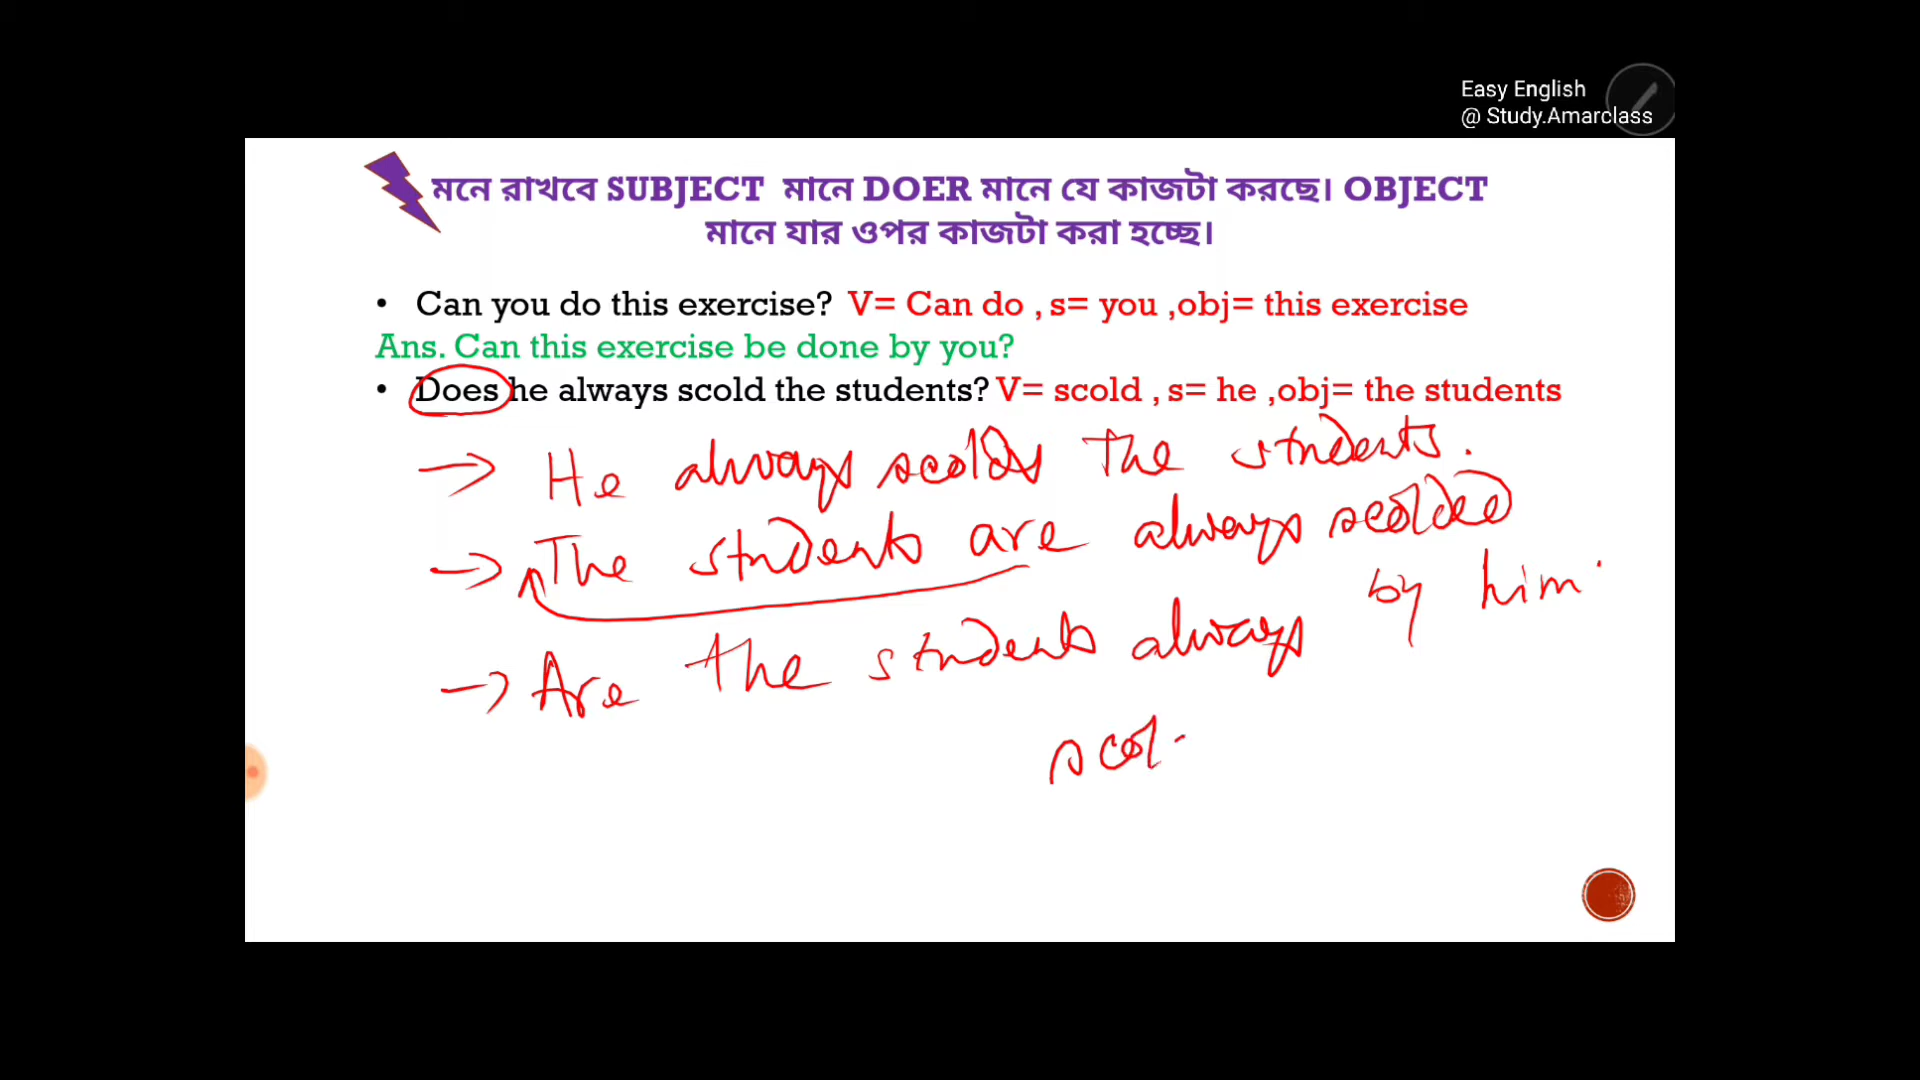 Easy English
@ Study.Amarclass
মনে রাখবে SUBJECT মানে DOER মানে যে কাজটা করছে। OBJECT
মানে যার ওপর কাজটা করা হচ্ছে।
• Can you do this exercise? V= Can do , s= you ,obj= this exercise
Ans. Can this exercise be done by you?
• Does he always scold the students? V= scold , s= he ,obj= the students
→ He always scolds the students.
→ The students are always scolded
by him.
→ Are the students always
scol